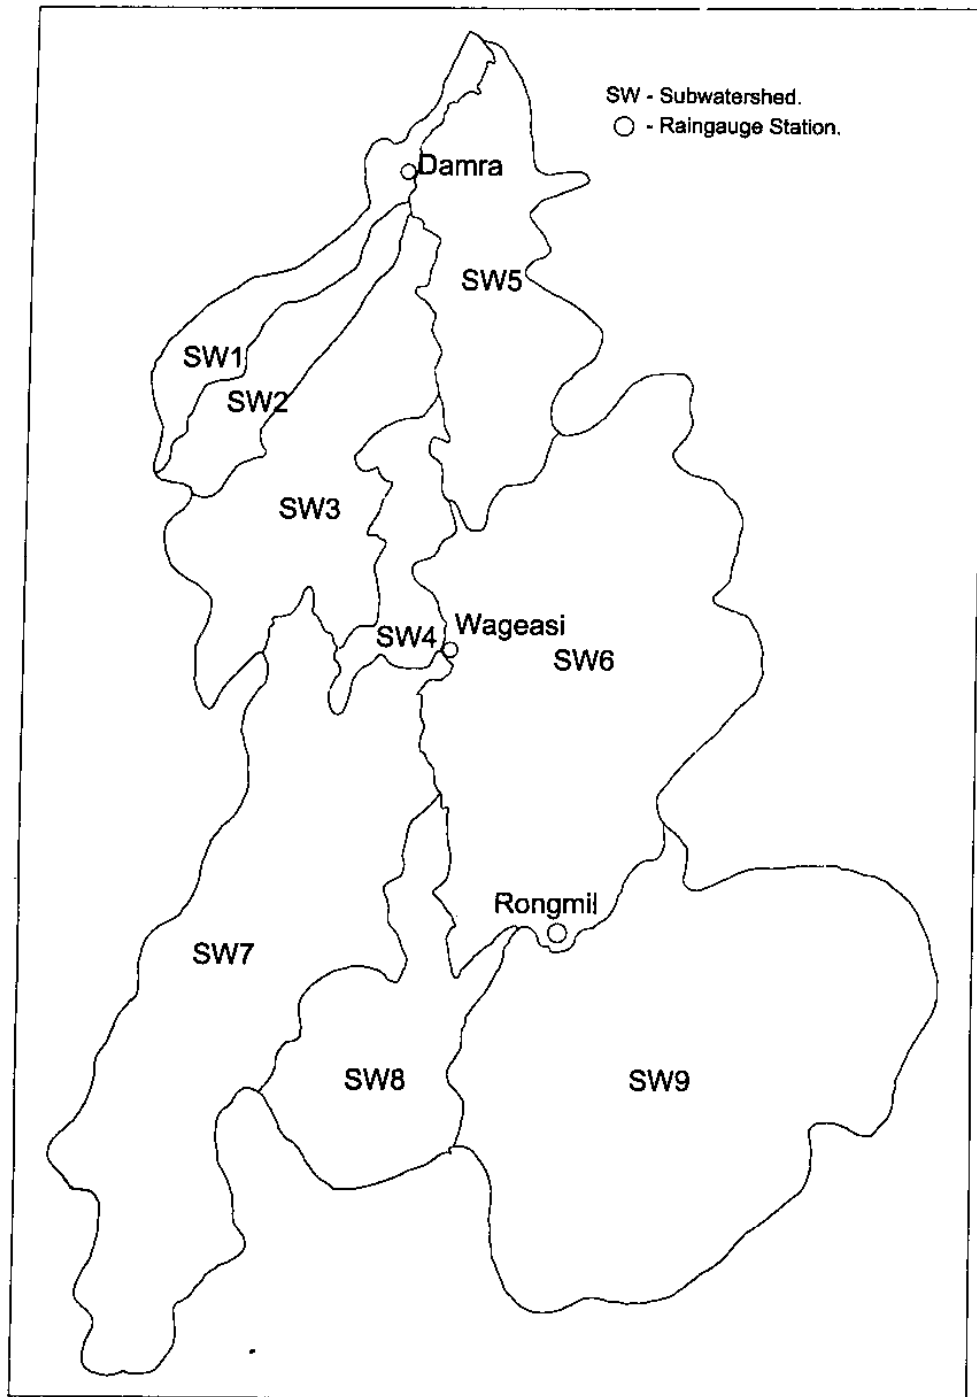 SW - Subwatershed.
○ - Raingauge Station.
Damra
SW5
SW1
SW2
SW3
Wageasi
SW4
SW6
Rongmil
SW7
SW8
SW9